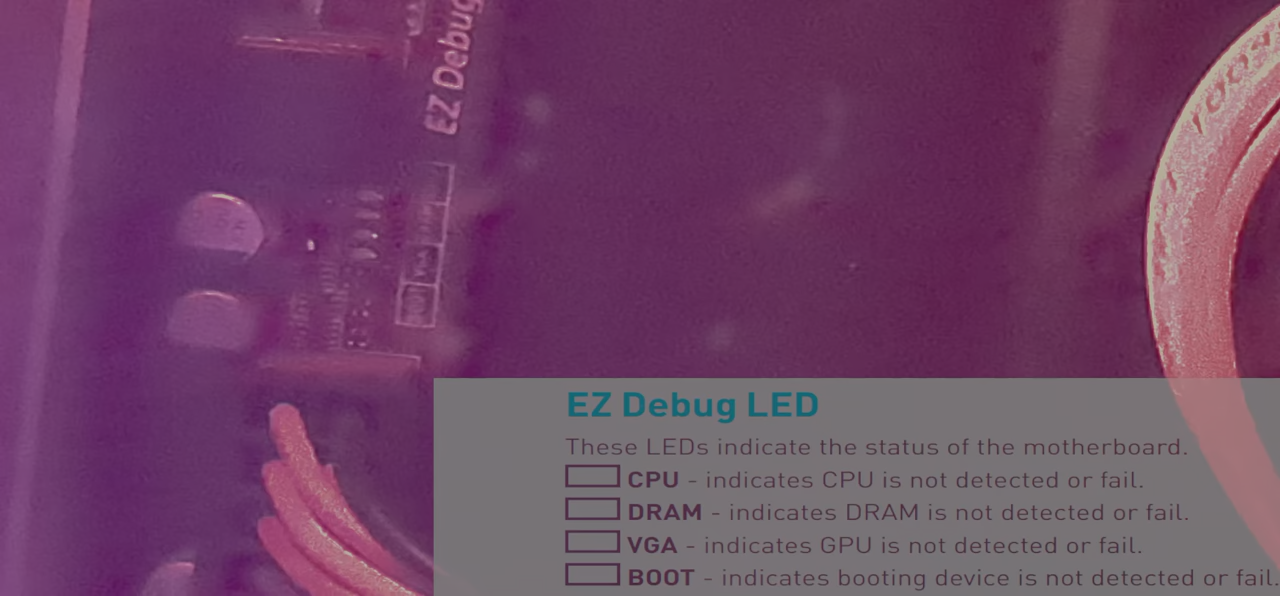 EZ Debug
VGA
EZ Debug LED
These LEDs indicate the status of the motherboard.
CPU - indicates CPU is not detected or fail.
DRAM - indicates DRAM is not detected or fail.
VGA - indicates GPU is not detected or fail.
BOOT - indicates booting device is not detected or fail.